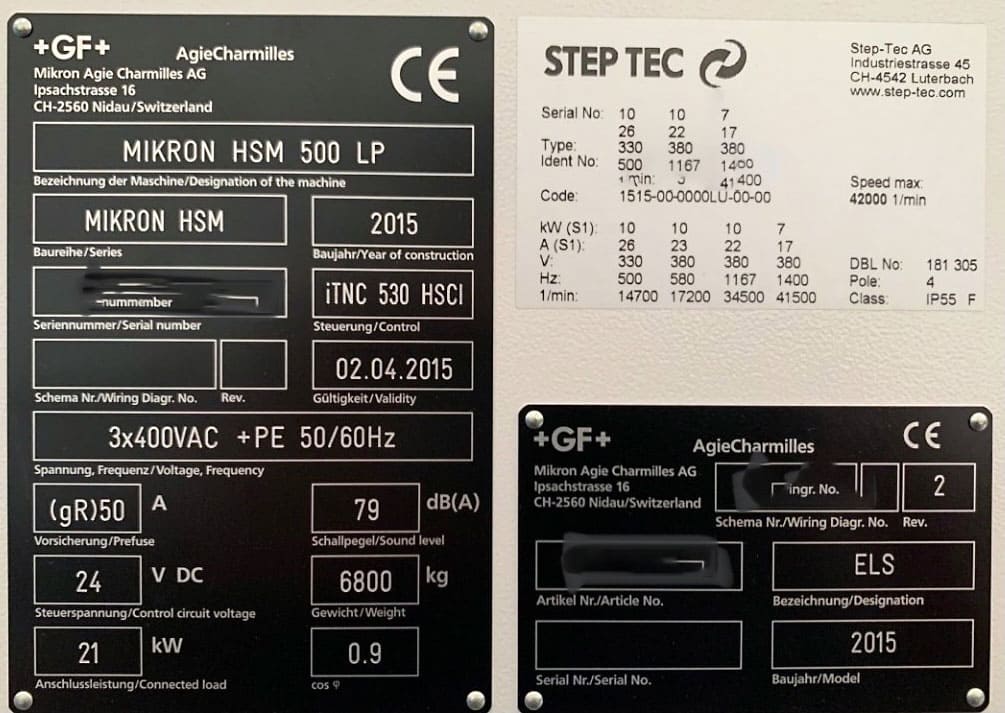 +GF+ AgieCharmilles CE
Mikron Agie Charmilles AG
Ipsachstrasse 16
CH-2560 Nidau/Switzerland
MIKRON HSM 500 LP
Bezeichnung der Maschine/Designation of the machine
MIKRON HSM 2015
Baureihe/Series Baujahr/Year of construction
-nummember iTNC 530 HSCI
Seriennummer/Serial number Steuerung/Control
02.04.2015
Schema Nr./Wiring Diagr. No. Rev. Gültigkeit/Validity
3x400VAC +PE 50/60Hz
Spannung, Frequenz/Voltage, Frequency
(gR)50 A 79 dB(A)
Vorsicherung/Prefuse Schallpegel/Sound level
24 V DC 6800 kg
Steuerspannung/Control circuit voltage Gewicht/Weight
21 kW 0.9
Anschlussleistung/Connected load cos φ
STEP TEC
Step-Tec AG
Industriestrasse 45
CH-4542 Luterbach
www.step-tec.com
Serial No: 10 10 7
26 22 17
Type: 330 380 380
Ident No: 500 1167 1400
min: 41400
Code: 1515-00-0000LU-00-00
Speed max:
42000 1/min
kW (S1): 10 10 10 7
A (S1): 26 23 22 17
V: 330 380 380 380
Hz: 500 580 1167 1400
1/min: 14700 17200 34500 41500
DBL No: 181 305
Pole: 4
Class: IP55 F
+GF+ AgieCharmilles CE
Mikron Agie Charmilles AG
Ipsachstrasse 16
CH-2560 Nidau/Switzerland
ingr. No. 2
Schema Nr./Wiring Diagr. No. Rev.
ELS
Artikel Nr./Article No. Bezeichnung/Designation
2015
Serial Nr./Serial No. Baujahr/Model